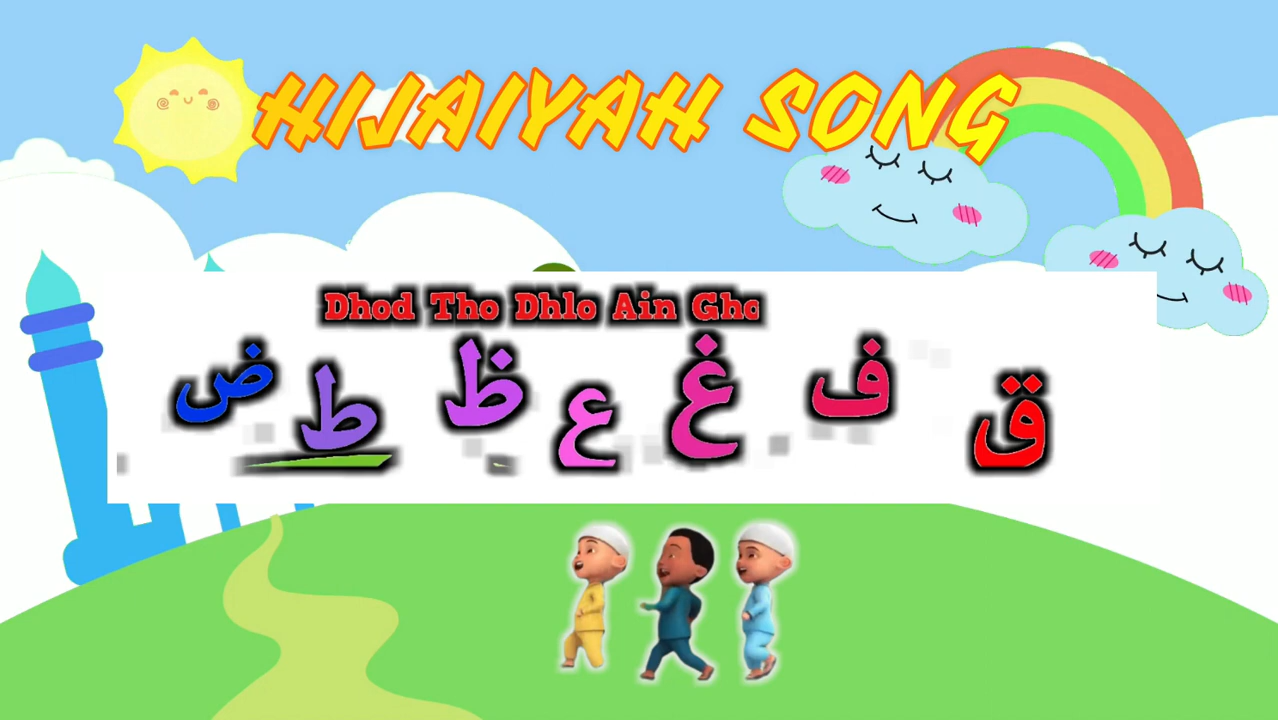 HIJAIYAH SONG
Dhod Tho Dhlo Ain Gho
ض ط ظ ع غ ف ق